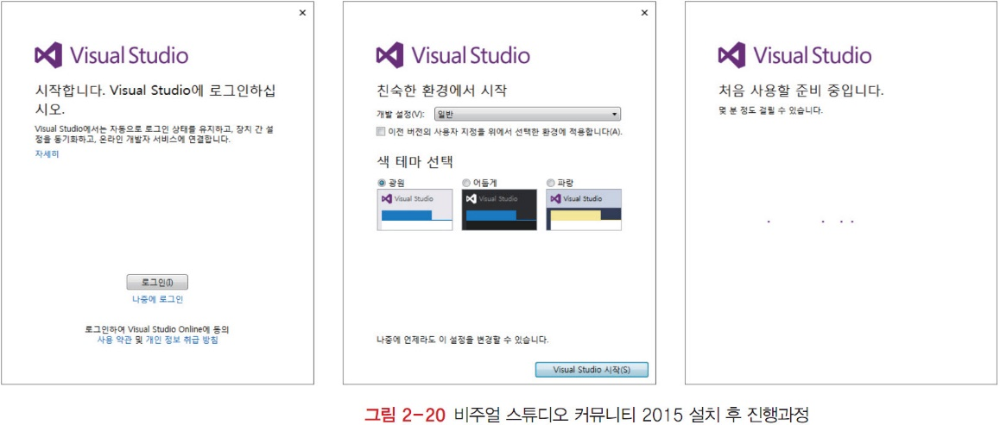 ×
Visual Studio
시작합니다. Visual Studio에 로그인하십
시오.
Visual Studio에서는 자동으로 로그인 상태를 유지하고, 장치 간 설
정을 동기화하고, 온라인 개발자 서비스에 연결합니다.
자세히
로그인(I)
나중에 로그인
로그인하여 Visual Studio Online에 동의
사용 약관 및 개인 정보 취급 방침
×
Visual Studio
친숙한 환경에서 시작
개발 설정(V): 일반
이전 버전의 사용자 지정을 위에서 선택한 환경에 적용합니다(A).
색 테마 선택
광원 어둡게 파랑
Visual Studio Visual Studio Visual Studio
나중에 언제라도 이 설정을 변경할 수 있습니다.
Visual Studio 시작(S)
Visual Studio
처음 사용할 준비 중입니다.
몇 분 정도 걸릴 수 있습니다.
그림 2-20 비주얼 스튜디오 커뮤니티 2015 설치 후 진행과정